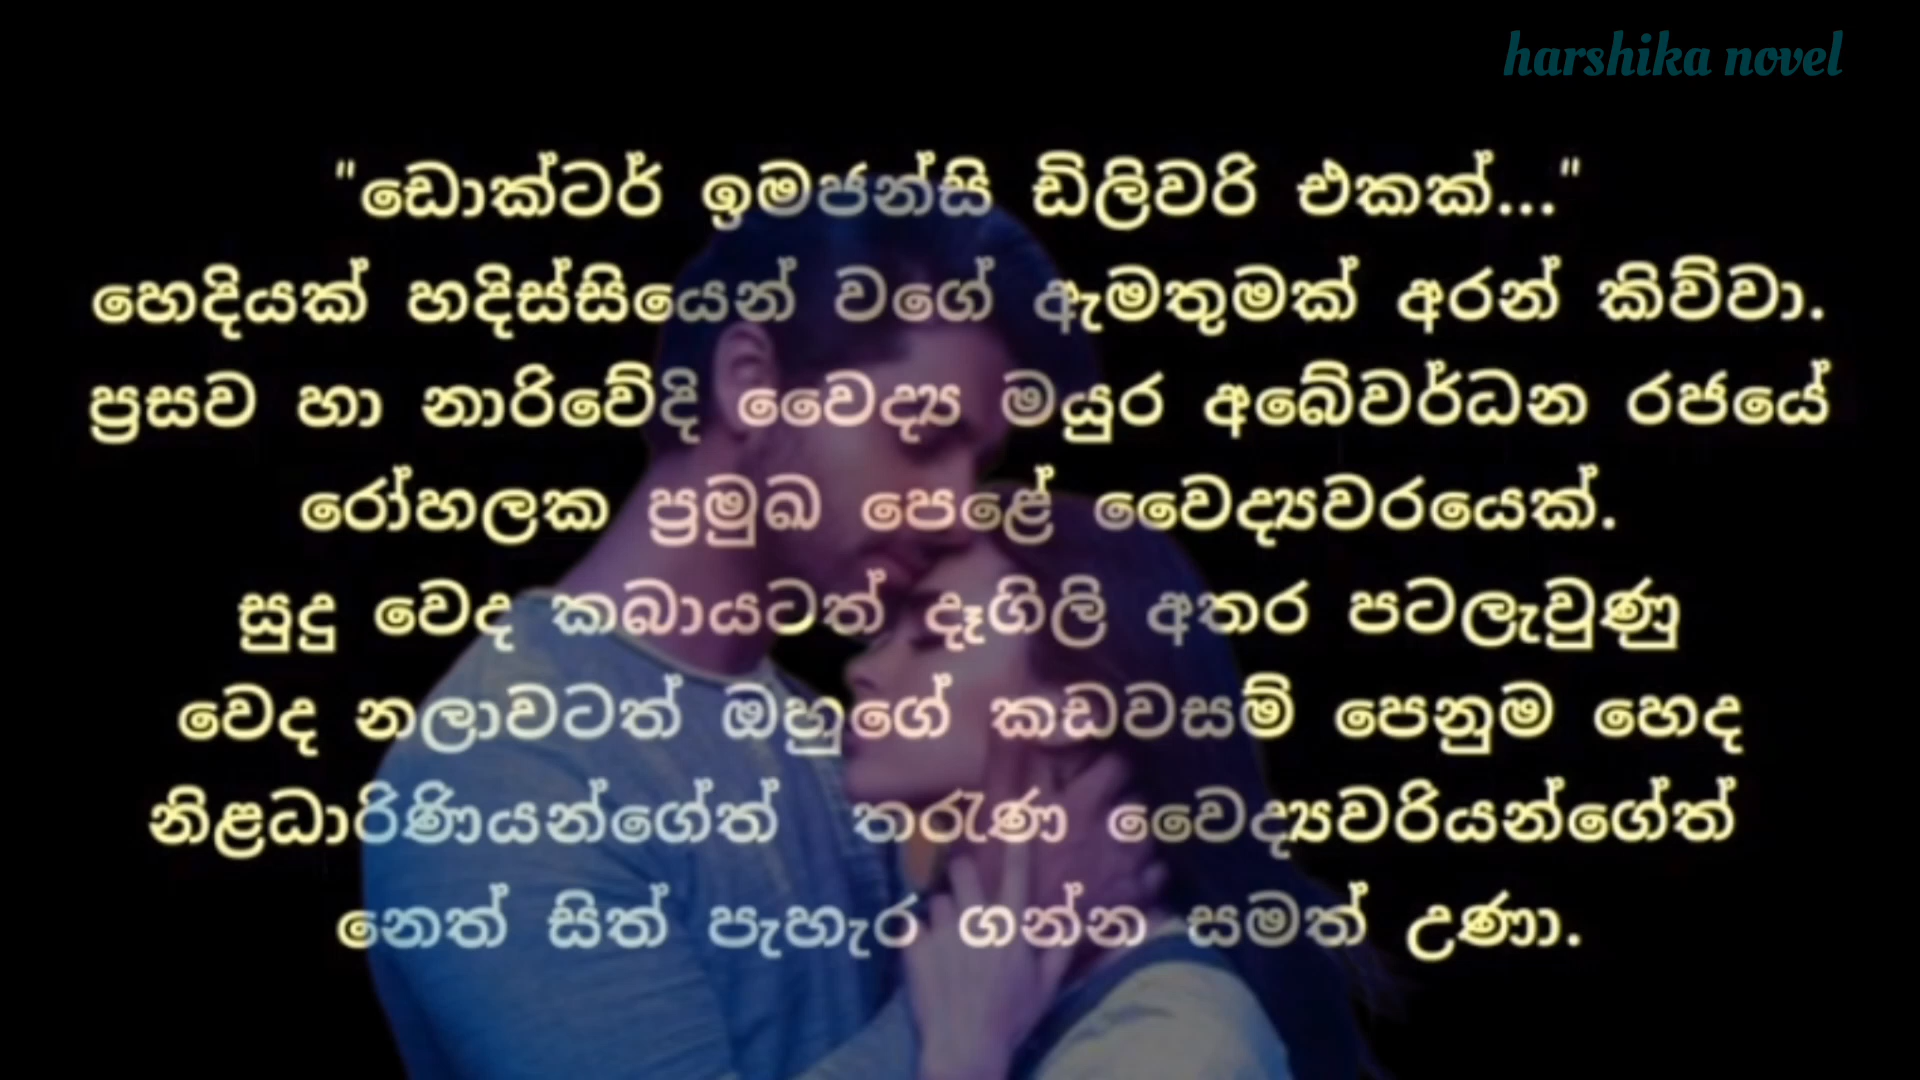 harshika novel
"ඩොක්ටර් ඉමජන්සි ඩිලිවරි එකක්..."
හෙදියක් හදිස්සියෙන් වගේ ඇමතුමක් අරන් කිව්වා.
ප්‍රසව හා නාරිවේදි වෛද්‍ය මයුර අබේවර්ධන රජයේ
රෝහලක ප්‍රමුඛ පෙළේ වෛද්‍යවරයෙක්.
සුදු වෙද කබායටත් දෑගිලි අතර පටලැවුණු
වෙද නලාවටත් ඔහුගේ කඩවසම් පෙනුම හෙද
නිළධාරිණියන්ගේත් තරුණ වෛද්‍යවරියන්ගේත්
නෙත් සිත් පැහැර ගන්න සමත් උණා.